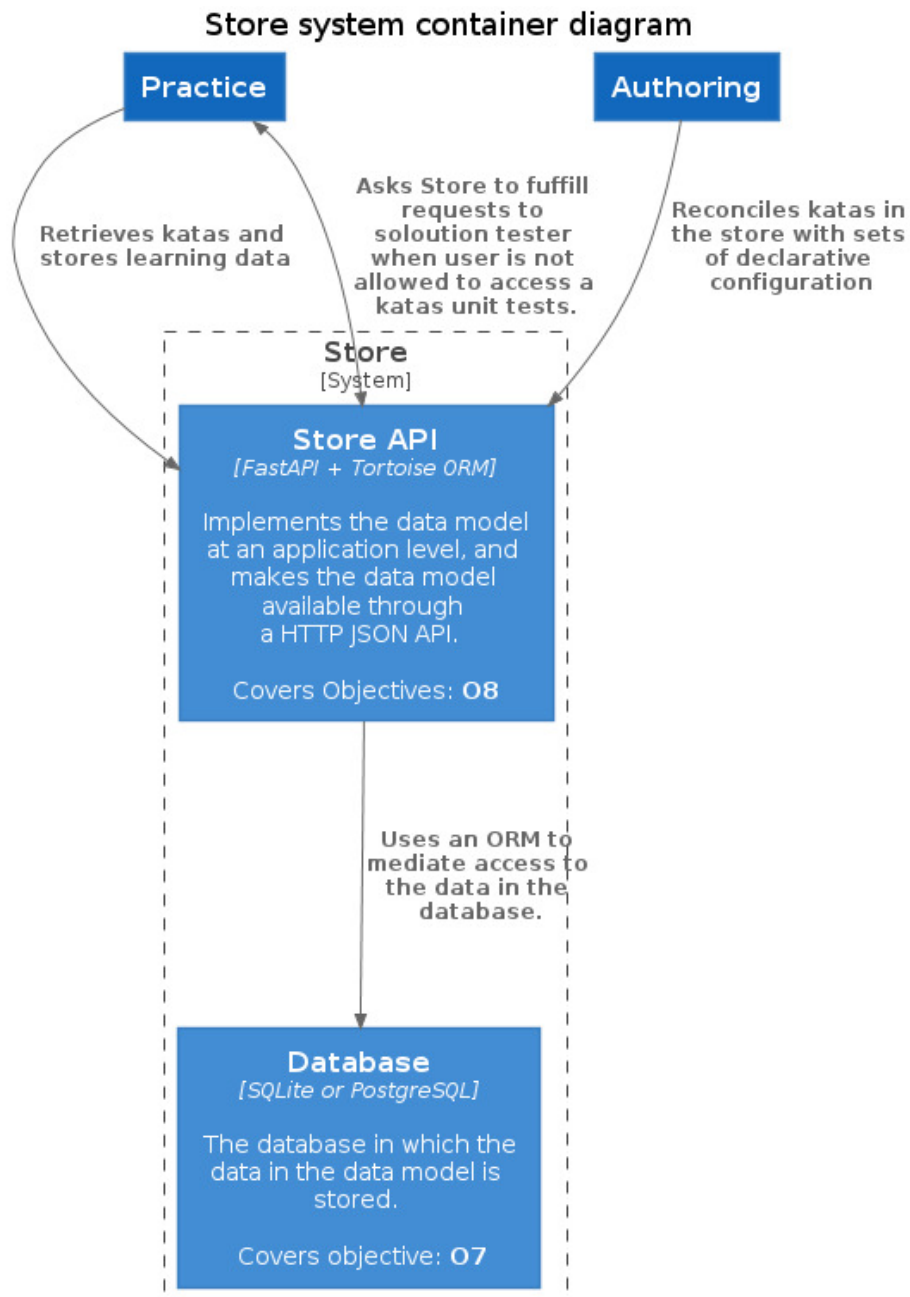 Store system container diagram
Practice
Authoring
Asks Store to fuffill
requests to
soloution tester
when user is not
allowed to access a
katas unit tests.
Retrieves katas and
stores learning data
Reconciles katas in
the store with sets
of declarative
configuration
Store
[System]
Store API
[FastAPI + Tortoise ORM]
Implements the data model
at an application level, and
makes the data model
available through
a HTTP JSON API.
Covers Objectives: O8
Uses an ORM to
mediate access to
the data in the
database.
Database
[SQLite or PostgreSQL]
The database in which the
data in the data model is
stored.
Covers objective: O7